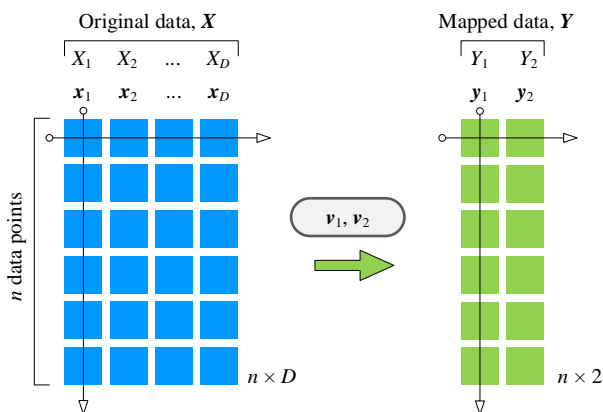 Original data, X
X1 X2 ... XD
x1 x2 ... xD
n data points
n × D
v1, v2
Mapped data, Y
Y1 Y2
y1 y2
n × 2